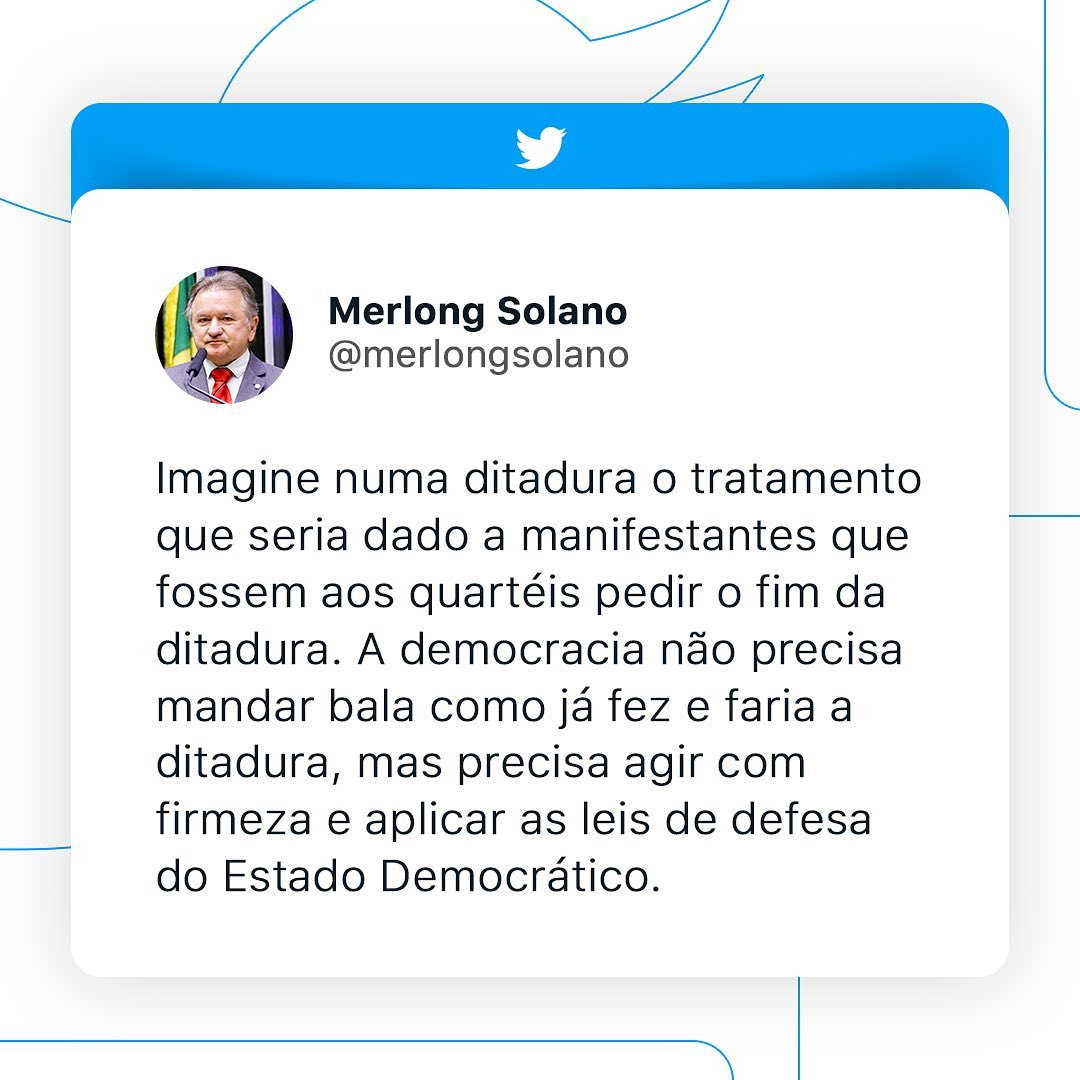 Merlong Solano
@merlongsolano
Imagine numa ditadura o tratamento
que seria dado a manifestantes que
fossem aos quartéis pedir o fim da
ditadura. A democracia não precisa
mandar bala como já fez e faria a
ditadura, mas precisa agir com
firmeza e aplicar as leis de defesa
do Estado Democrático.